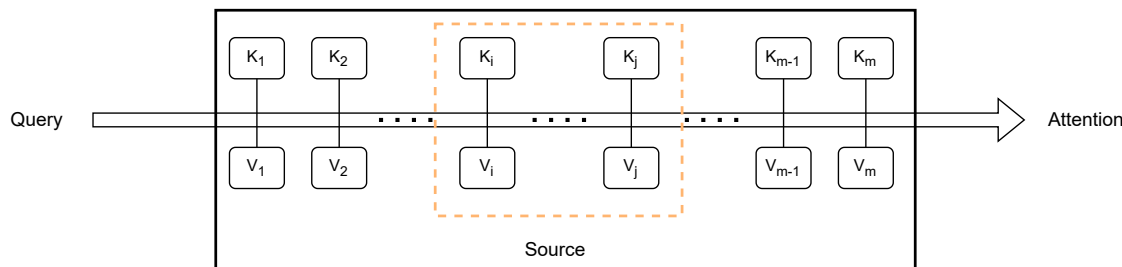 K1 K2 Ki Kj Km-1 Km
Query .... .... .... Attention
V1 V2 Vi Vj Vm-1 Vm
Source